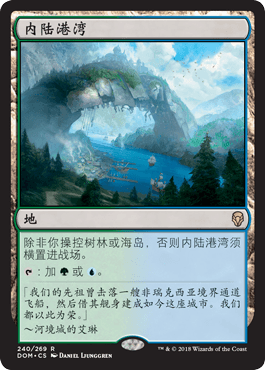 内陆港湾
地
除非你操控树林或海岛，否则内陆港湾须
横置进战场。
：加或。
「我们的先祖曾击落一艘非瑞克西亚境界通道
飞船，然后借其舰身建成如今这座城市。我们
都以此为荣。」
～河境城的艾琳
240/269 R
DOM • CS DANIEL LJUNGGREN
™ & © 2018 Wizards of the Coast